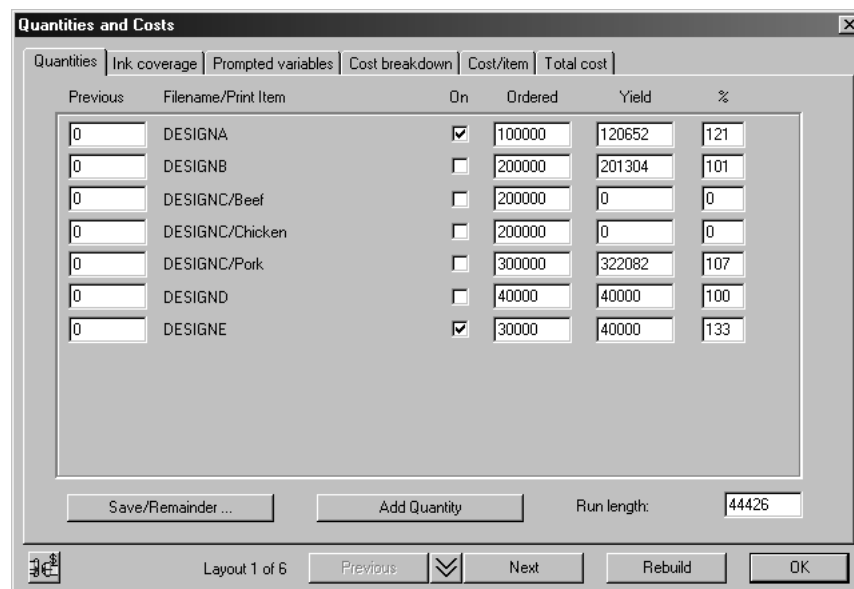 Quantities and Costs
Quantities Ink coverage Prompted variables Cost breakdown Cost/item Total cost
Previous Filename/Print Item On Ordered Yield %
0 DESIGNA 100000 120652 121
0 DESIGNB 200000 201304 101
0 DESIGNC/Beef 200000 0 0
0 DESIGNC/Chicken 200000 0 0
0 DESIGNC/Pork 300000 322082 107
0 DESIGND 40000 40000 100
0 DESIGNE 30000 40000 133
Save/Remainder ... Add Quantity Run length: 44426
Layout 1 of 6 Previous Next Rebuild OK